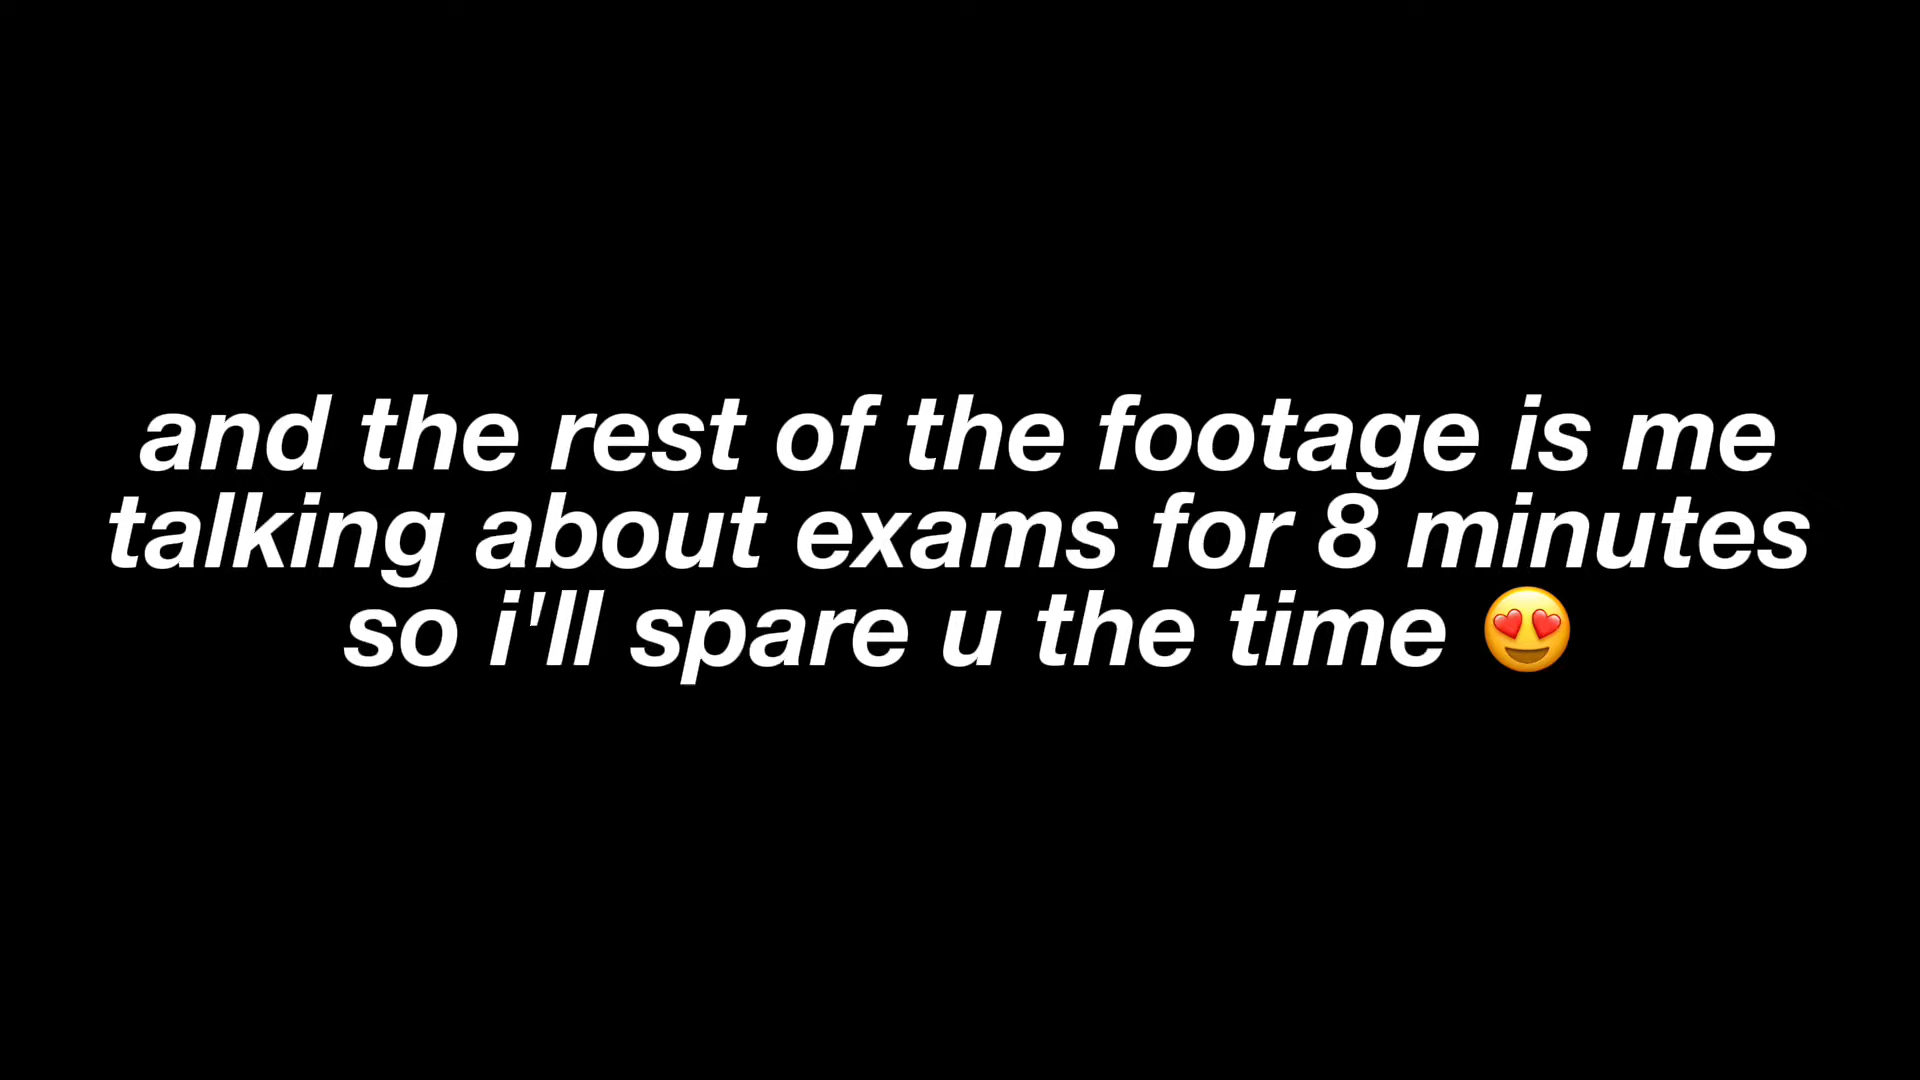 and the rest of the footage is me
talking about exams for 8 minutes
so i'll spare u the time 😍